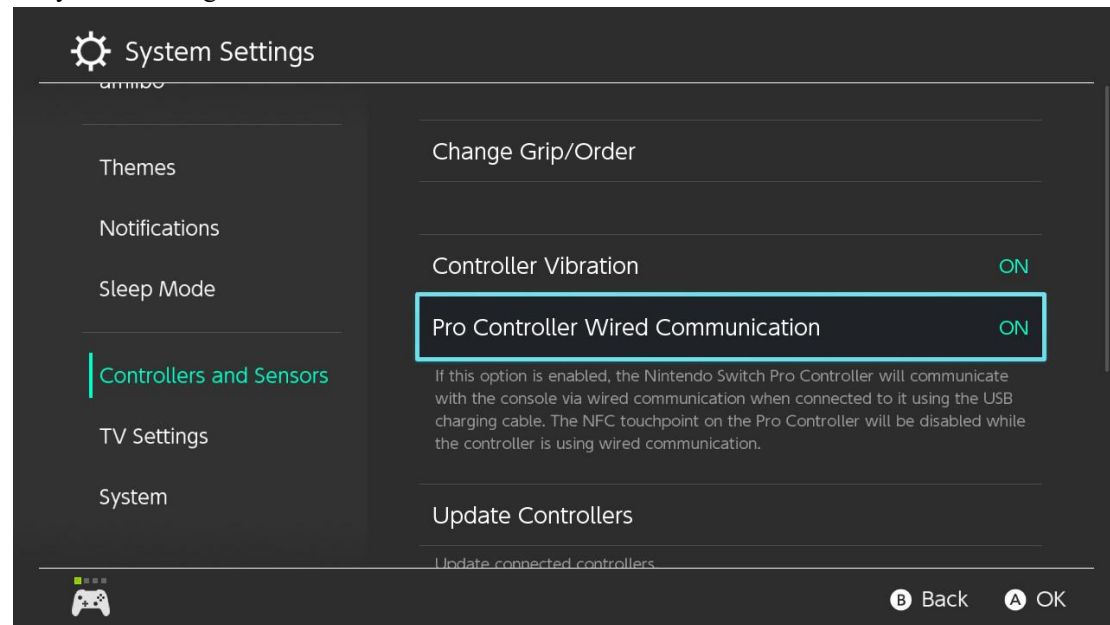 System Settings
amiibo
Themes
Notifications
Sleep Mode
Controllers and Sensors
TV Settings
System
Change Grip/Order
Controller Vibration ON
Pro Controller Wired Communication ON
If this option is enabled, the Nintendo Switch Pro Controller will communicate
with the console via wired communication when connected to it using the USB
charging cable. The NFC touchpoint on the Pro Controller will be disabled while
the controller is using wired communication.
Update Controllers
Update connected controllers
B Back A OK